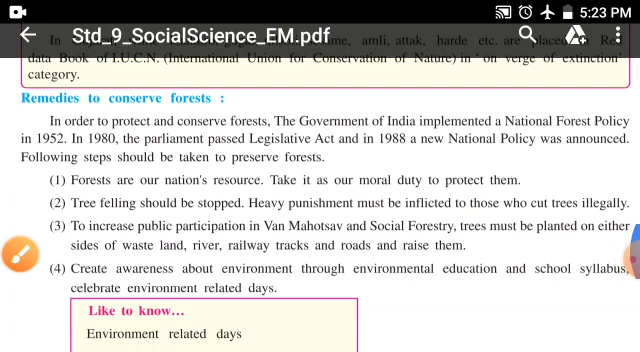 5:23 PM
Std_9_SocialScience_EM.pdf
In amli, attak, harde etc. are placed
data Book of I.U.C.N. (International Union for Conservation of Nature) in ‘on verge of extinction’
category.
Remedies to conserve forests :
In order to protect and conserve forests, The Government of India implemented a National Forest Policy
in 1952. In 1980, the parliament passed Legislative Act and in 1988 a new National Policy was announced.
Following steps should be taken to preserve forests.
(1) Forests are our nation's resource. Take it as our moral duty to protect them.
(2) Tree felling should be stopped. Heavy punishment must be inflicted to those who cut trees illegally.
(3) To increase public participation in Van Mahotsav and Social Forestry, trees must be planted on either
sides of waste land, river, railway tracks and roads and raise them.
(4) Create awareness about environment through environmental education and school syllabus,
celebrate environment related days.
Like to know...
Environment related days